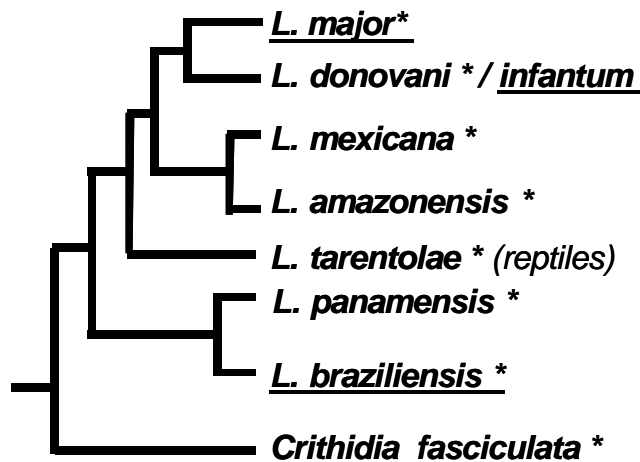 L. major*
L. donovani * / infantum
L. mexicana *
L. amazonensis *
L. tarentolae * (reptiles)
L. panamensis *
L. braziliensis *
Crithidia fasciculata *